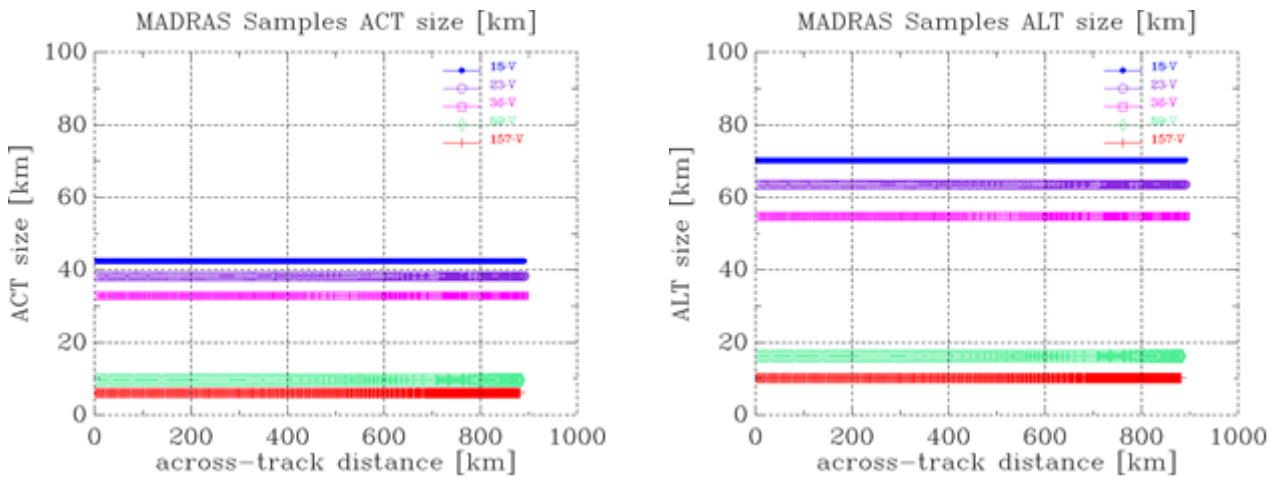 MADRAS Samples ACT size [km]
100
80
60
40
20
0
ACT size [km]
18-V
23-V
36-V
89-V
157-V
0 200 400 600 800 1000
across-track distance [km]
MADRAS Samples ALT size [km]
100
80
60
40
20
0
ALT size [km]
18-V
23-V
36-V
89-V
157-V
0 200 400 600 800 1000
across-track distance [km]